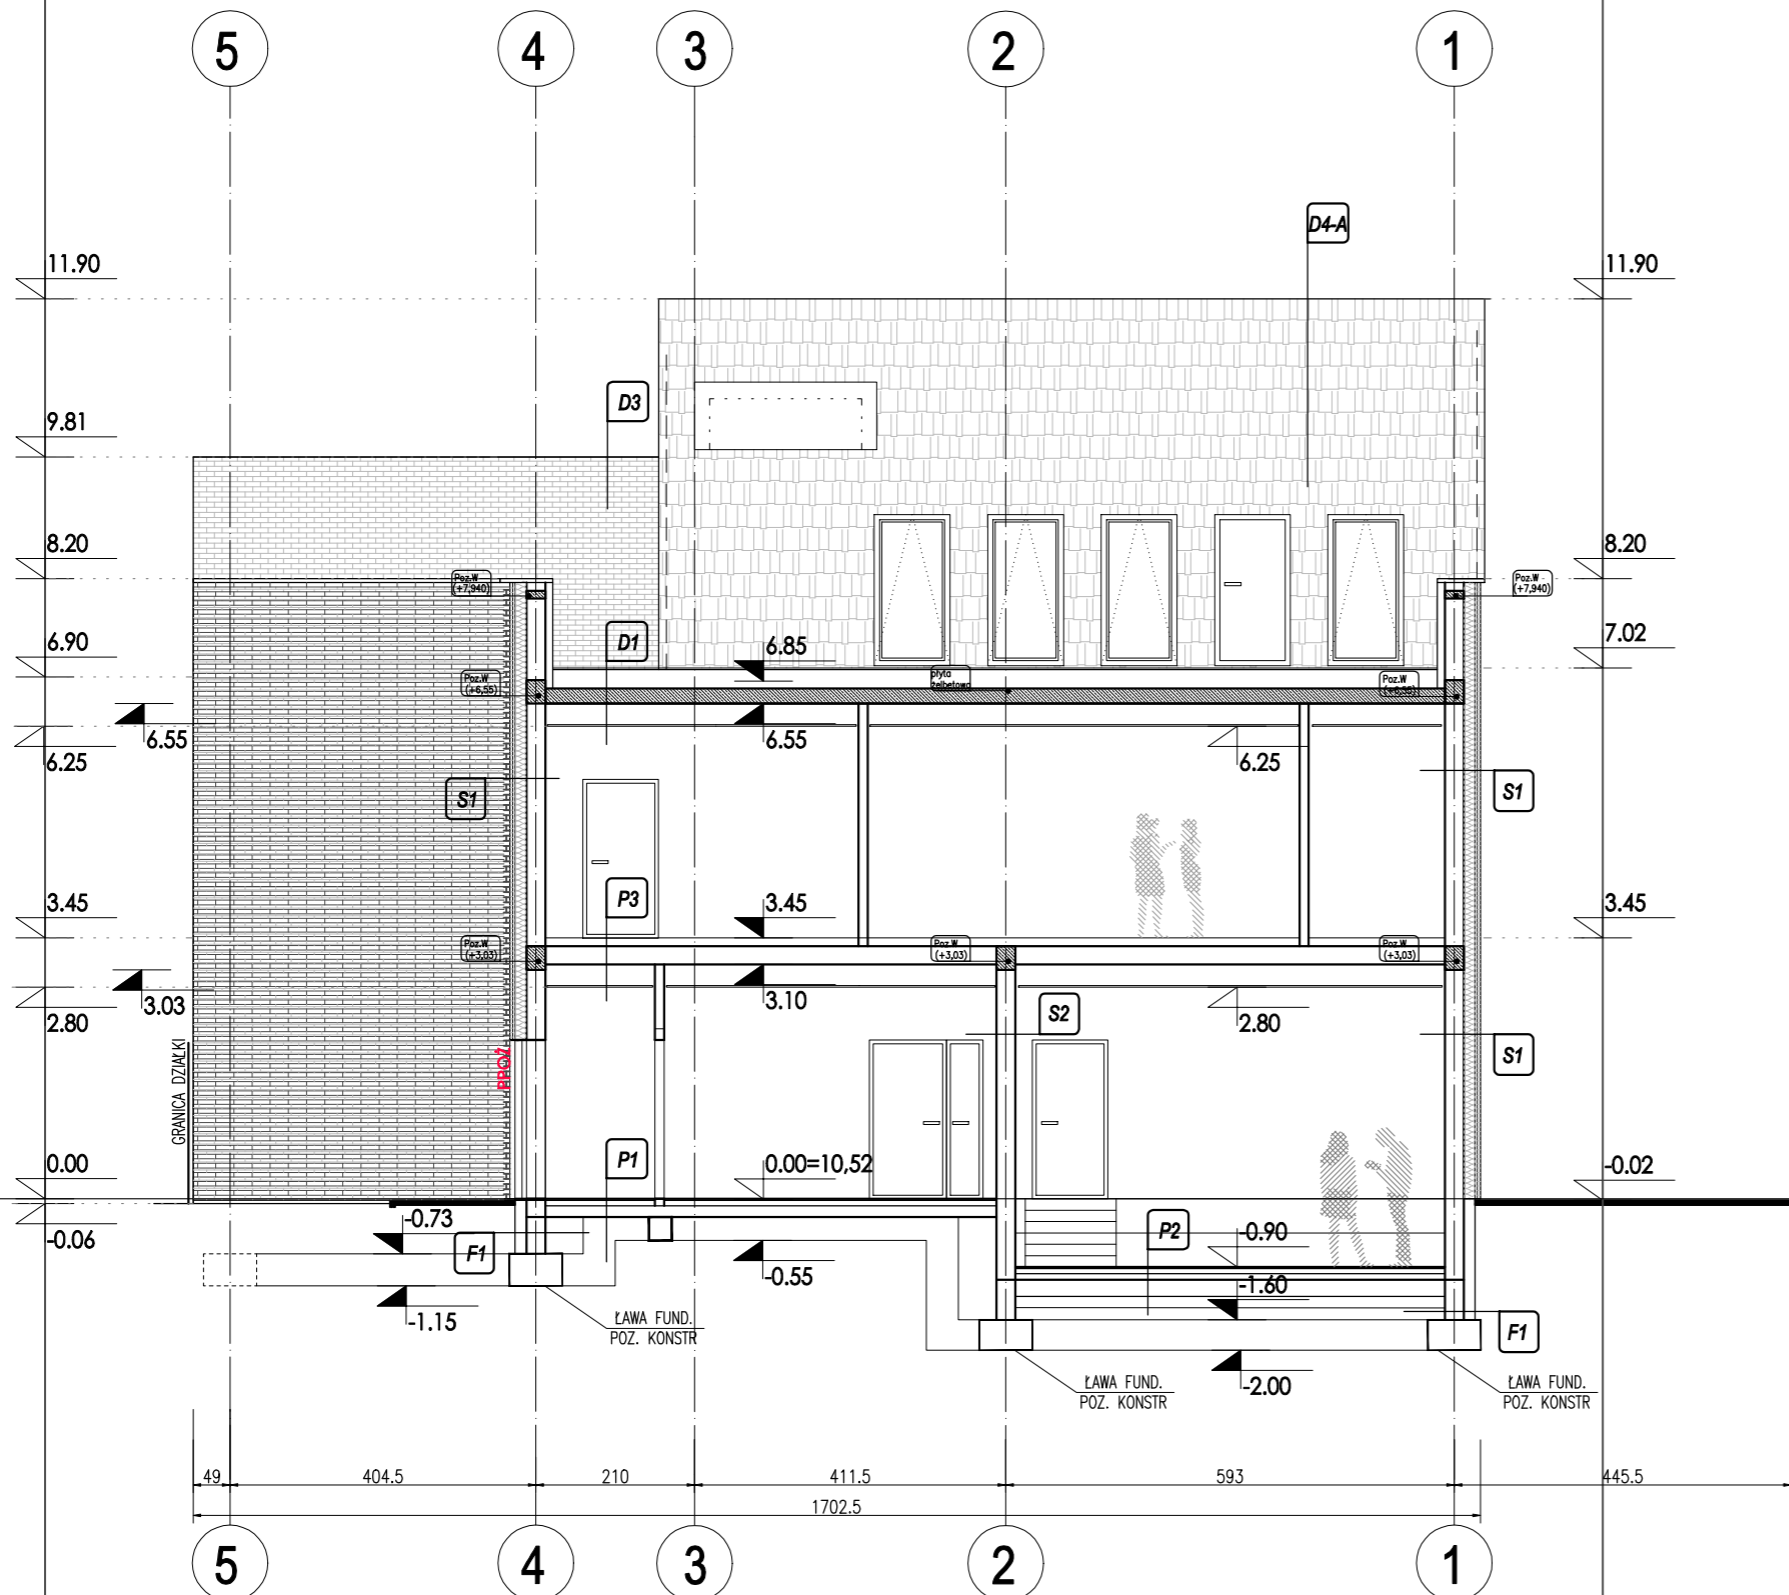 5 4 3 2 1
D4-A
11.90 11.90
D3
9.81
8.20 8.20
Poz.W
(+7,940)
Poz.W
(+7,940)
6.90 D1 6.85 7.02
Poz.W
(+6,55)
płyta
żelbetowa
Poz.W
(+6,55)
6.55 6.55
6.25 6.25
S1 S1
3.45 P3 3.45 3.45
Poz.W
(+3,03)
Poz.W
(+3,03)
Poz.W
(+3,03)
3.03 3.10
2.80 S2 2.80
S1
GRANICA DZIAŁKI
PPOŻ
0.00 P1 0.00=10,52 -0.02
-0.06 -0.73 P2 -0.90
F1 -0.55 -1.60
-1.15 F1
ŁAWA FUND.
POZ. KONSTR
-2.00
ŁAWA FUND.
POZ. KONSTR
ŁAWA FUND.
POZ. KONSTR
49 404.5 210 411.5 593 445.5
1702.5
5 4 3 2 1